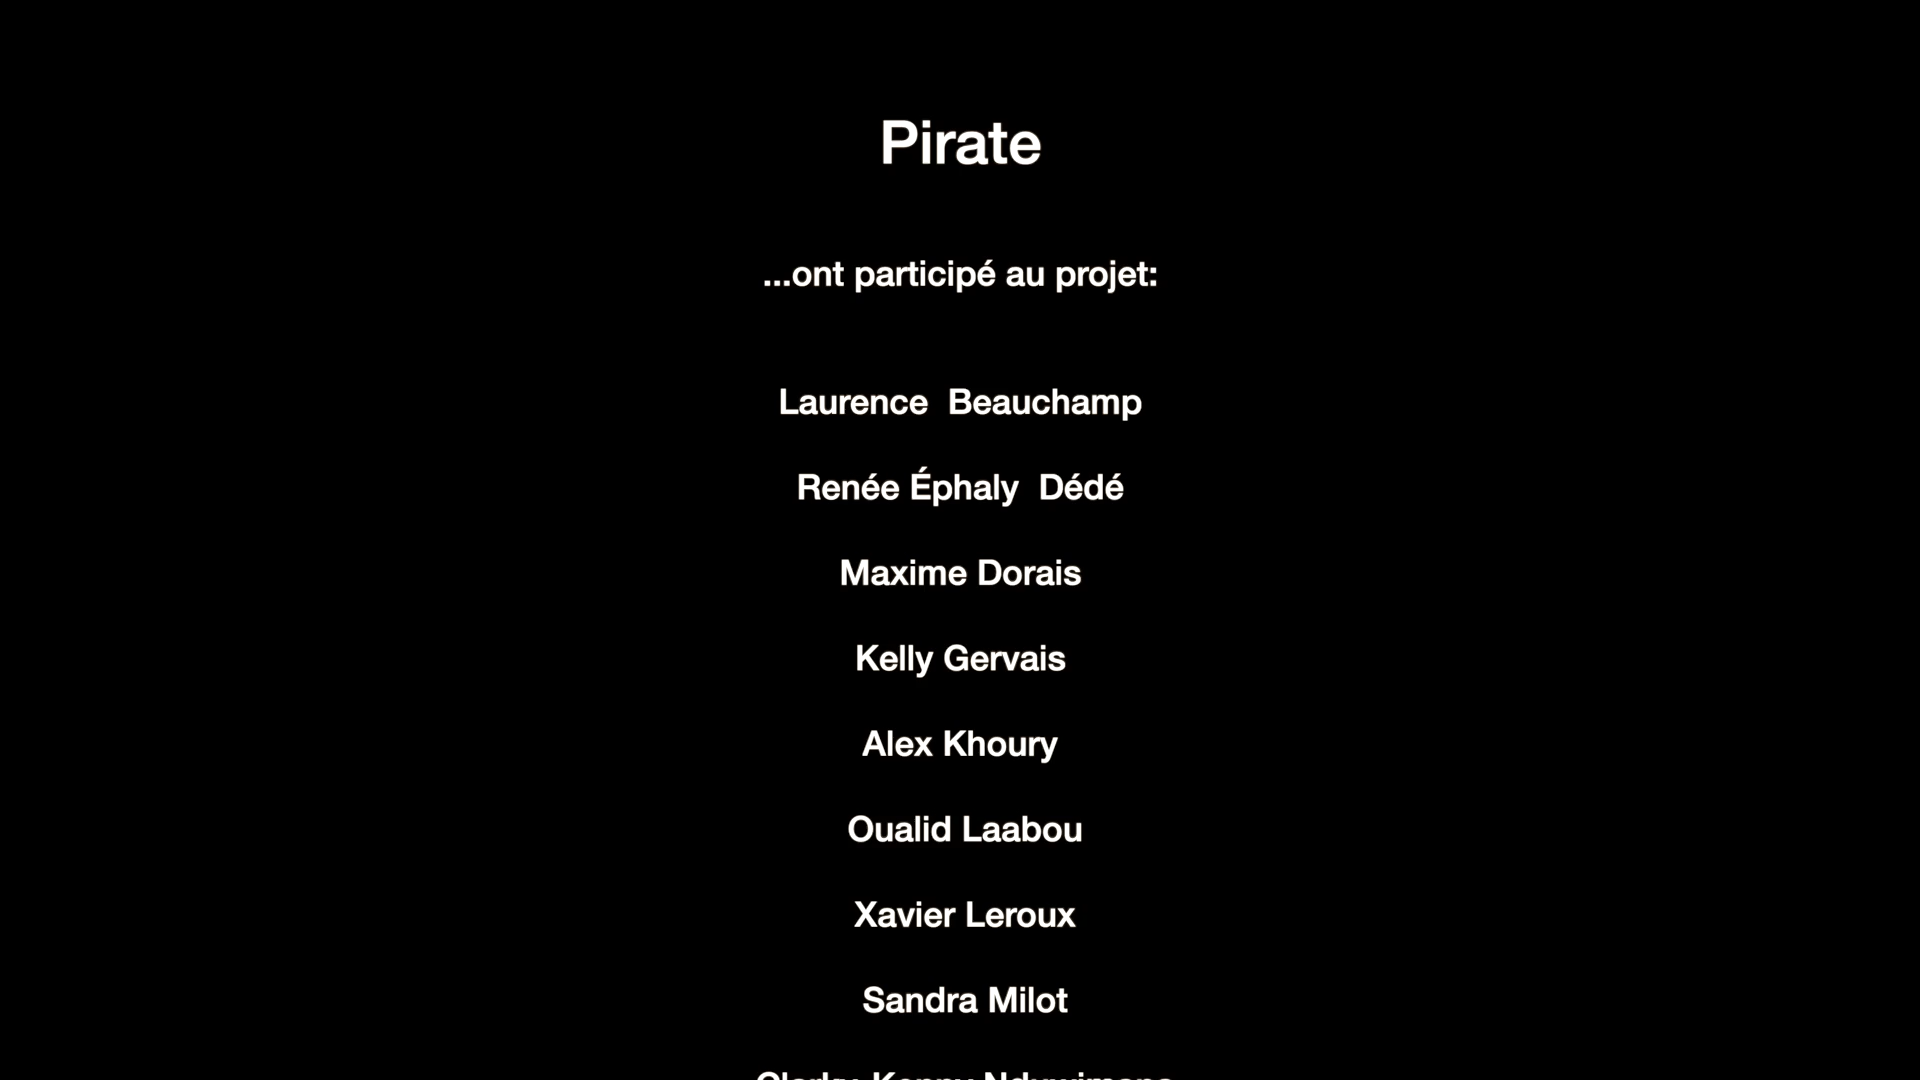 Pirate
...ont participé au projet:
Laurence  Beauchamp
Renée Éphaly  Dédé
Maxime Dorais
Kelly Gervais
Alex Khoury
Oualid Laabou
Xavier Leroux
Sandra Milot